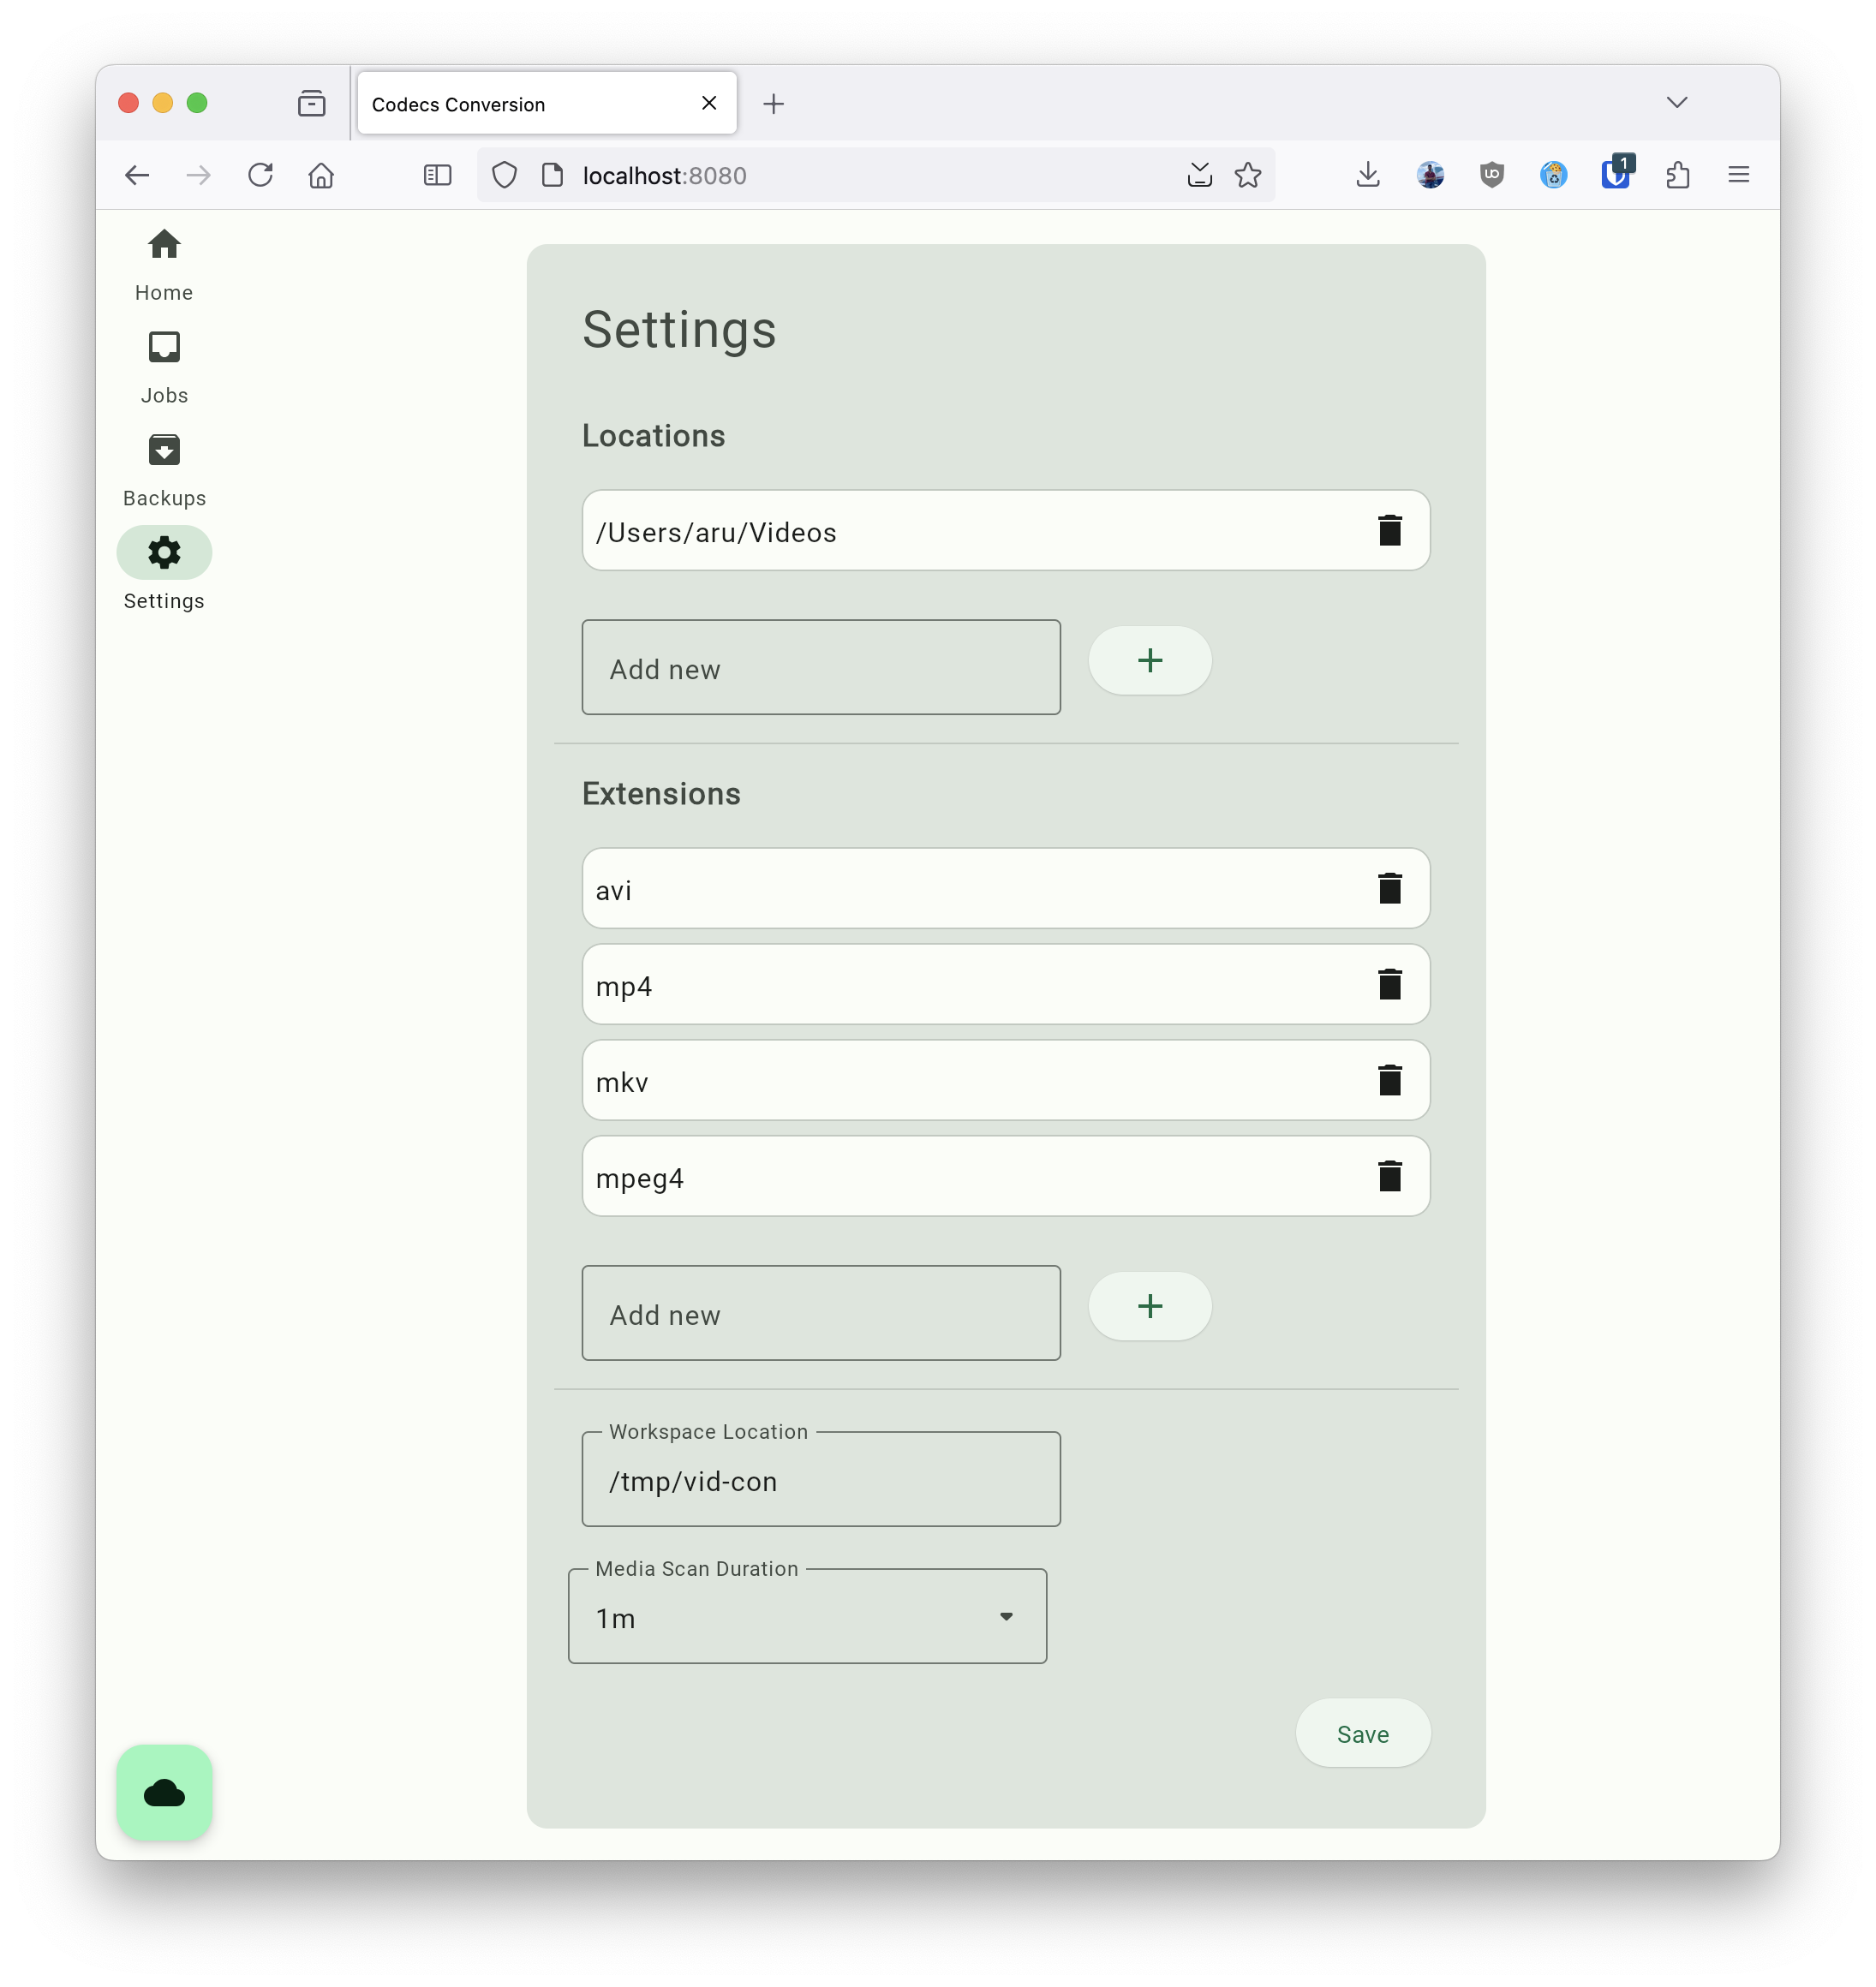 Codecs Conversion
localhost:8080
1
Home
Jobs
Backups
Settings
Settings
Locations
/Users/aru/Videos
Add new
Extensions
avi
mp4
mkv
mpeg4
Add new
Workspace Location
/tmp/vid-con
Media Scan Duration
1m
Save